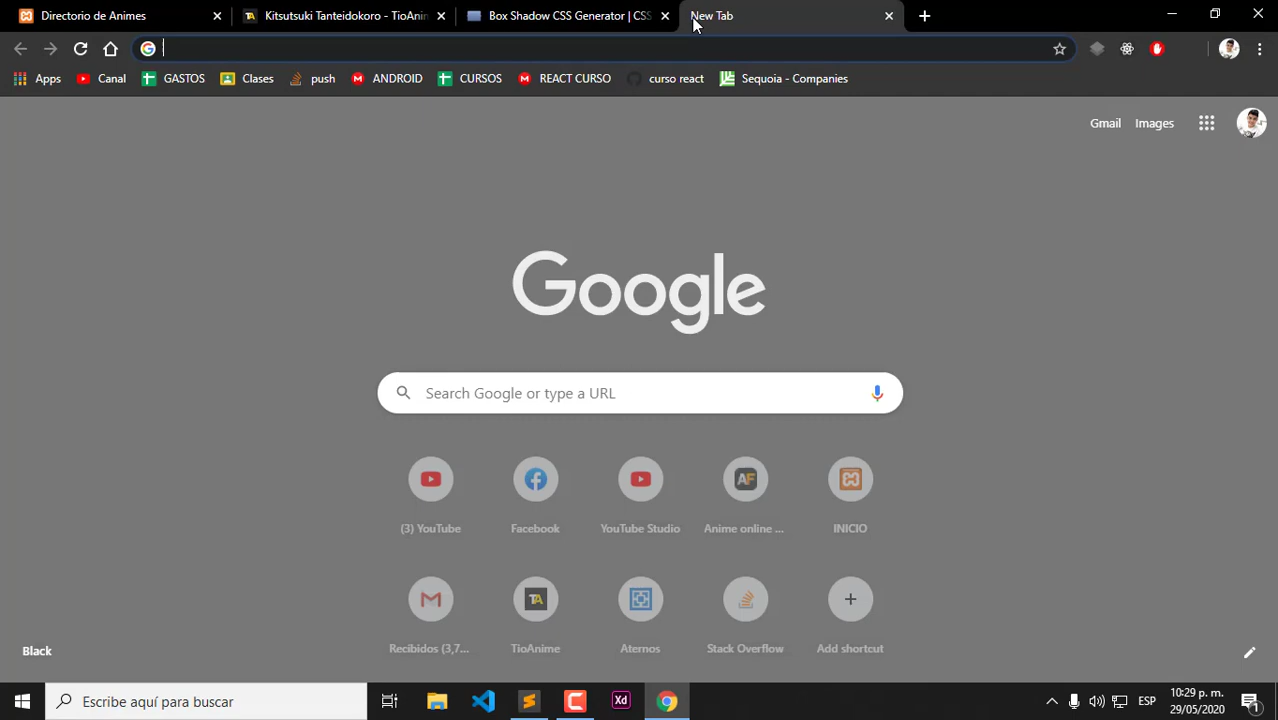 Directorio de Animes
Kitsutsuki Tanteidokoro - TioAnim
Box Shadow CSS Generator | CSS
New Tab
Apps
Canal
GASTOS
Clases
push
ANDROID
CURSOS
REACT CURSO
curso react
Sequoia - Companies
Gmail
Images
Google
Search Google or type a URL
(3) YouTube
Facebook
YouTube Studio
Anime online ...
INICIO
Recibidos (3,7...
TioAnime
Aternos
Stack Overflow
Add shortcut
Black
Escribe aquí para buscar
ESP
10:29 p. m.
29/05/2020